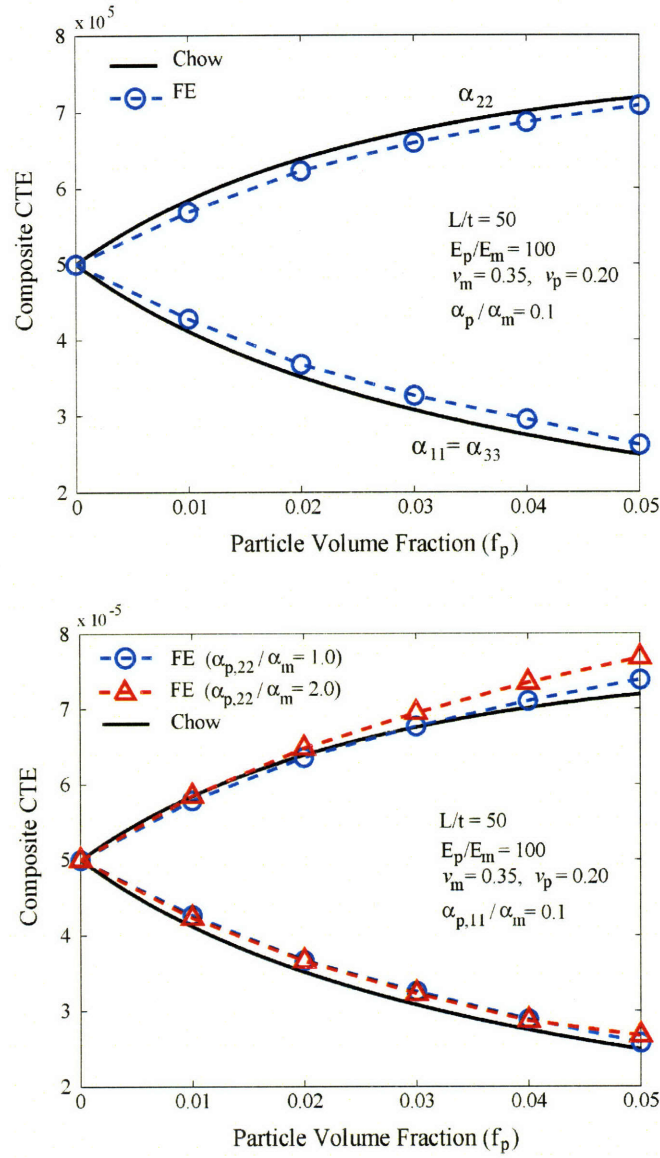 x 10⁵
8
7
6
5
4
3
2
Composite CTE
Chow
FE
α₂₂
L/t = 50
Eₚ/Eₘ = 100
νₘ = 0.35, νₚ = 0.20
αₚ / αₘ = 0.1
α₁₁ = α₃₃
0 0.01 0.02 0.03 0.04 0.05
Particle Volume Fraction (fₚ)
x 10⁻⁵
8
7
6
5
4
3
2
Composite CTE
FE (αₚ,₂₂ / αₘ = 1.0)
FE (αₚ,₂₂ / αₘ = 2.0)
Chow
L/t = 50
Eₚ/Eₘ = 100
νₘ = 0.35, νₚ = 0.20
αₚ,₁₁ / αₘ = 0.1
0 0.01 0.02 0.03 0.04 0.05
Particle Volume Fraction (fₚ)